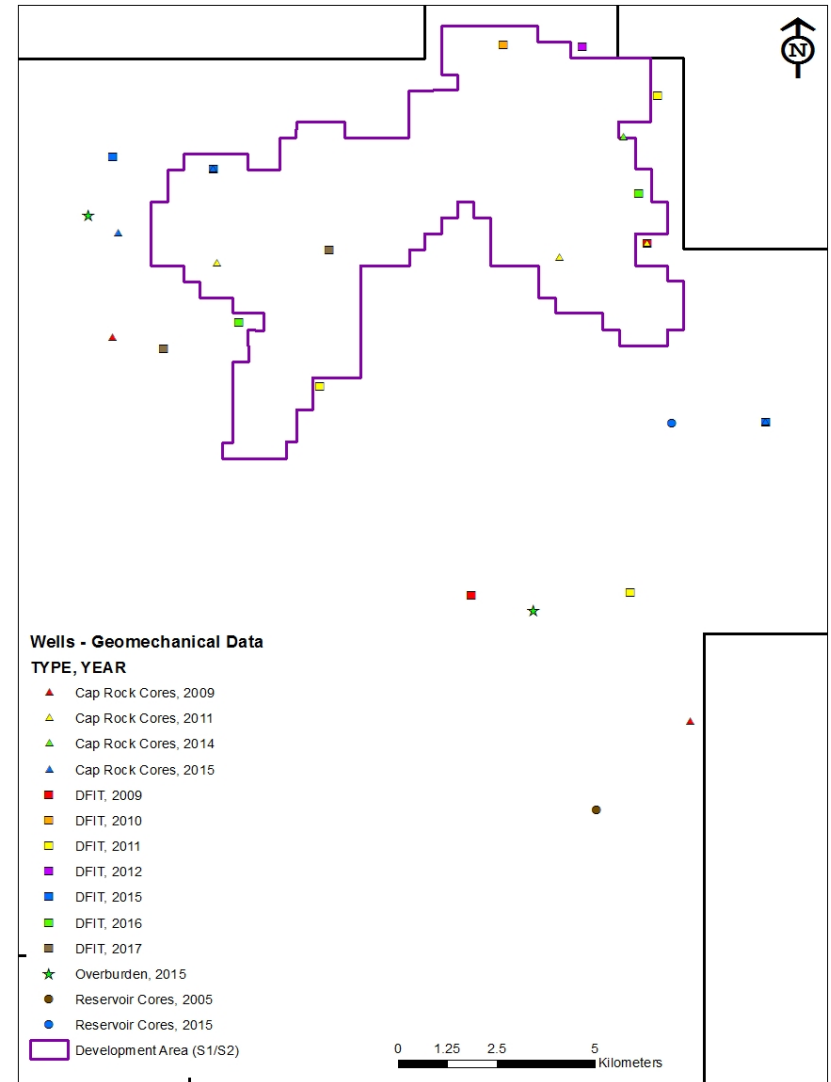 N
Wells - Geomechanical Data
TYPE, YEAR
Cap Rock Cores, 2009
Cap Rock Cores, 2011
Cap Rock Cores, 2014
Cap Rock Cores, 2015
DFIT, 2009
DFIT, 2010
DFIT, 2011
DFIT, 2012
DFIT, 2015
DFIT, 2016
DFIT, 2017
Overburden, 2015
Reservoir Cores, 2005
Reservoir Cores, 2015
Development Area (S1/S2)
0 1.25 2.5 5
Kilometers